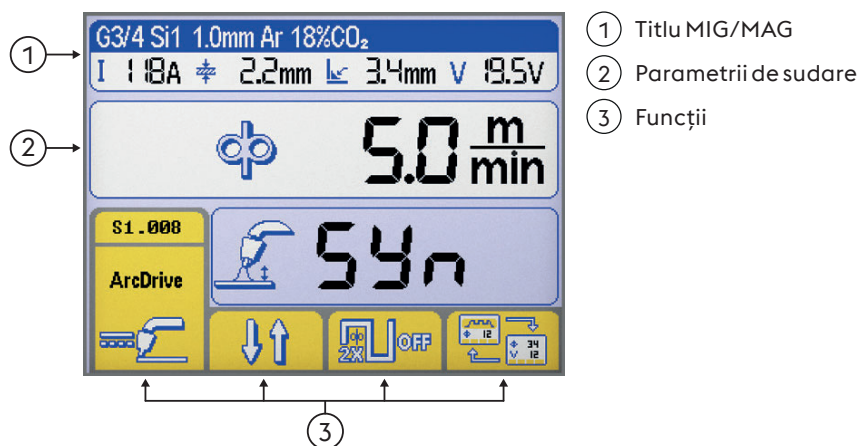 G3/4 Si1 1.0mm Ar 18%CO₂
I 118A 2.2mm 3.4mm V 19.5V
5.0 m/min
S1.008
ArcDrive
Syn
2X OFF
12
34
V 12
1 Titlu MIG/MAG
2 Parametrii de sudare
3 Funcții
1
2
3